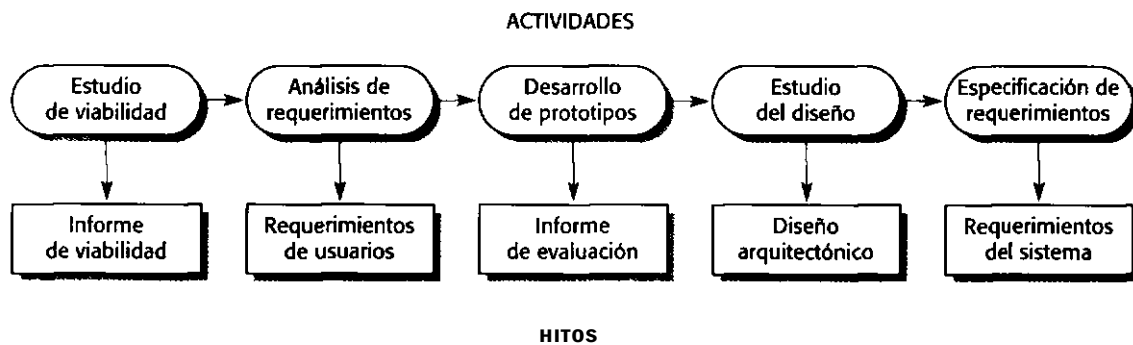 ACTIVIDADES
Estudio
de viabilidad
Análisis de
requerimientos
Desarrollo
de prototipos
Estudio
del diseño
Especificación de
requerimientos
Informe
de viabilidad
Requerimientos
de usuarios
Informe
de evaluación
Diseño
arquitectónico
Requerimientos
del sistema
HITOS